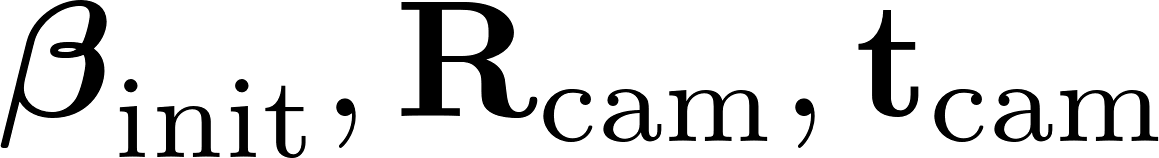 β_init, R_cam, t_cam